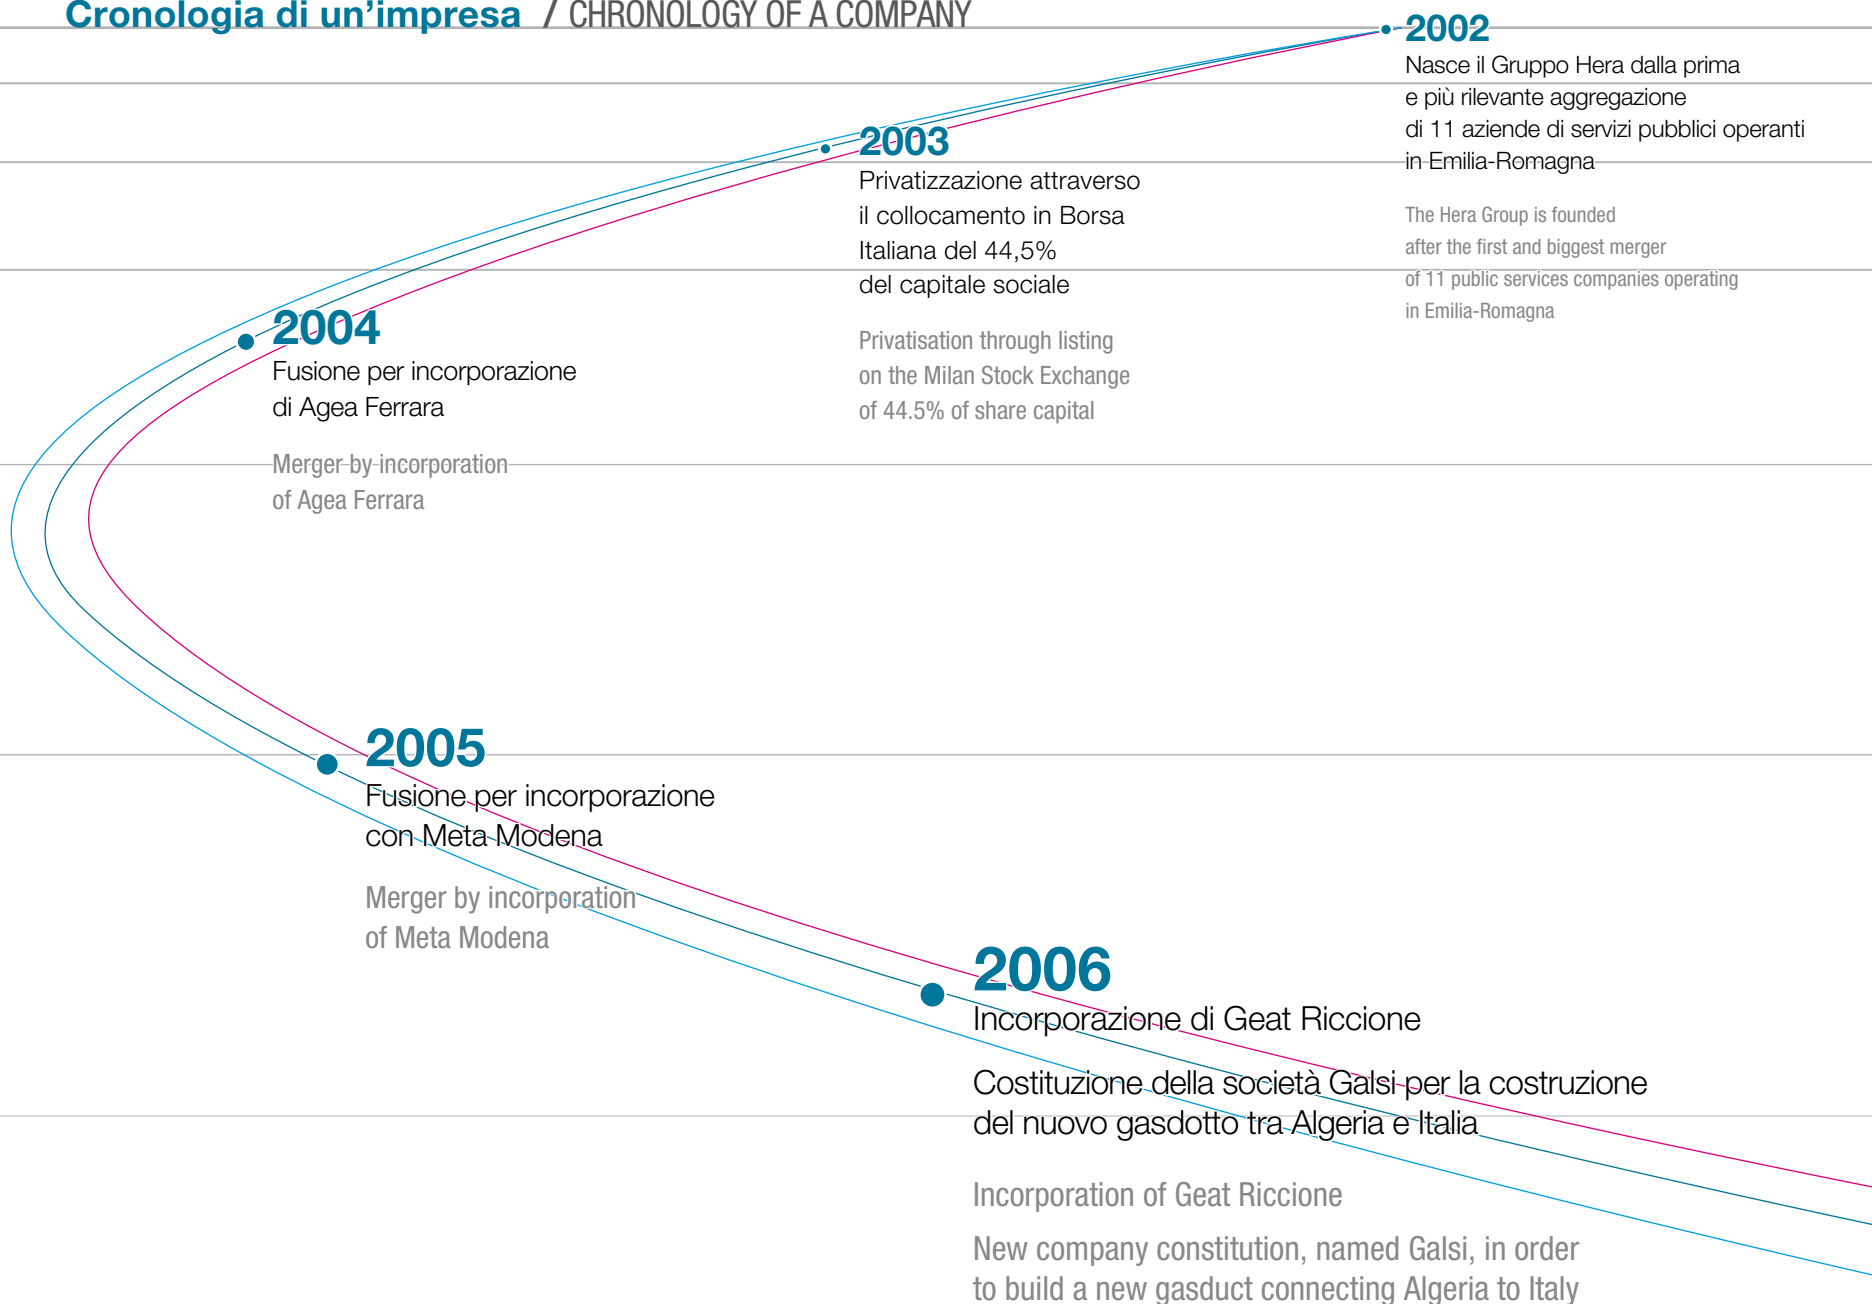 Cronologia di un'impresa / CHRONOLOGY OF A COMPANY
2002
Nasce il Gruppo Hera dalla prima
e più rilevante aggregazione
di 11 aziende di servizi pubblici operanti
in Emilia-Romagna
The Hera Group is founded
after the first and biggest merger
of 11 public services companies operating
in Emilia-Romagna
2003
Privatizzazione attraverso
il collocamento in Borsa
Italiana del 44,5%
del capitale sociale
Privatisation through listing
on the Milan Stock Exchange
of 44.5% of share capital
2004
Fusione per incorporazione
di Agea Ferrara
Merger by incorporation
of Agea Ferrara
2005
Fusione per incorporazione
con Meta Modena
Merger by incorporation
of Meta Modena
2006
Incorporazione di Geat Riccione
Costituzione della società Galsi per la costruzione
del nuovo gasdotto tra Algeria e Italia
Incorporation of Geat Riccione
New company constitution, named Galsi, in order
to build a new gasduct connecting Algeria to Italy